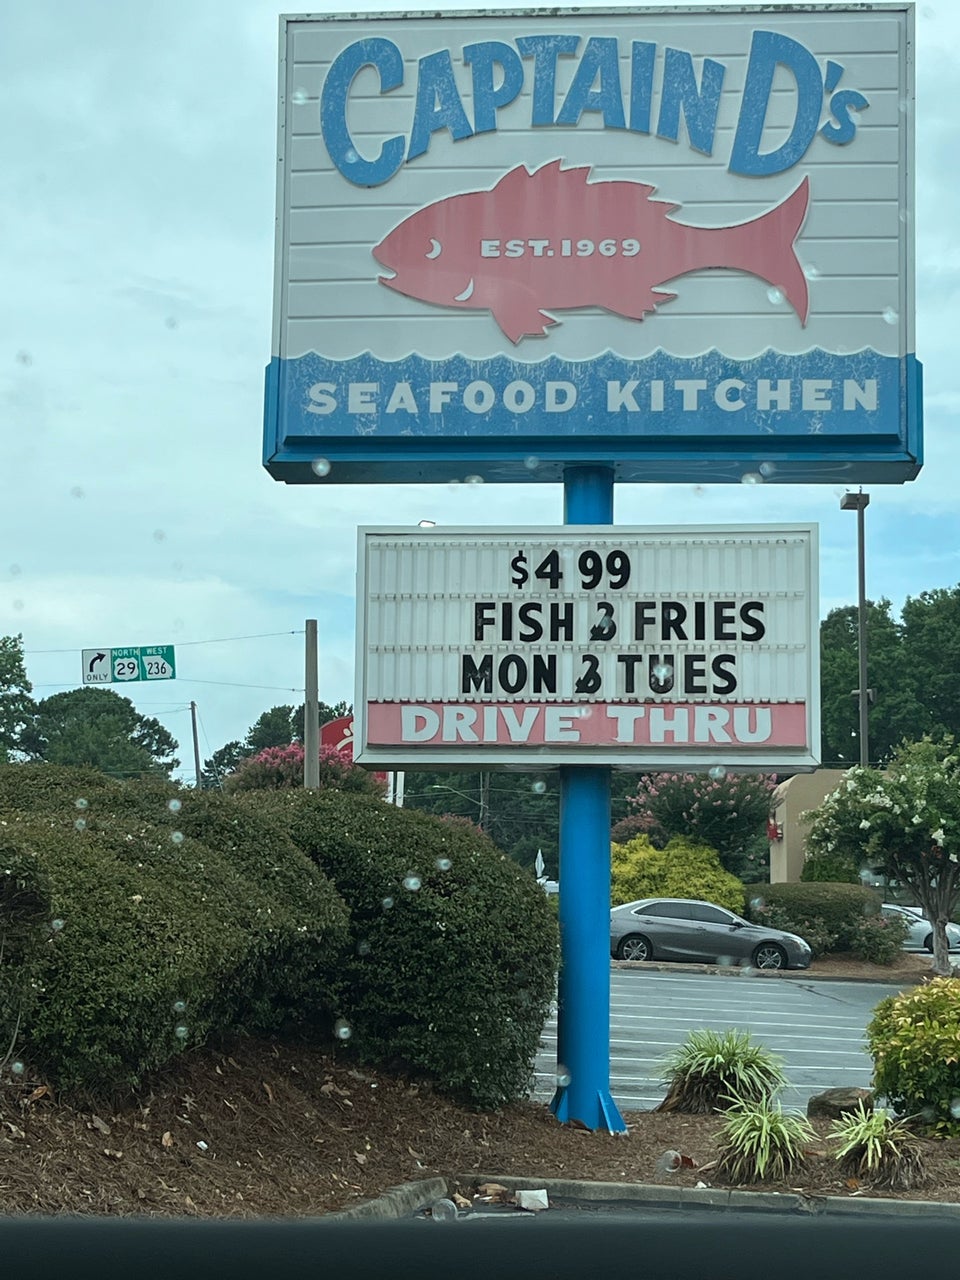 CAPTAIN D's
EST. 1969
SEAFOOD KITCHEN
$4 99
FISH & FRIES
MON & TUES
DRIVE THRU
ONLY
NORTH
29
WEST
236